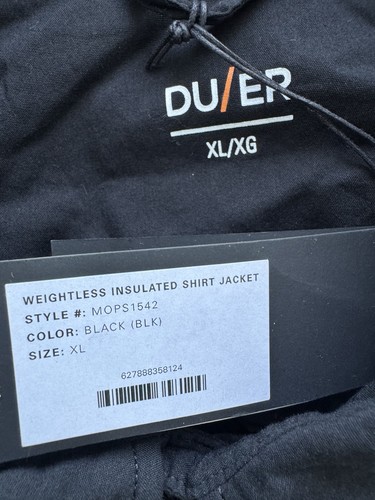 DU/ER
XL/XG
WEIGHTLESS INSULATED SHIRT JACKET
STYLE #: MOPS1542
COLOR: BLACK (BLK)
SIZE: XL
627888358124